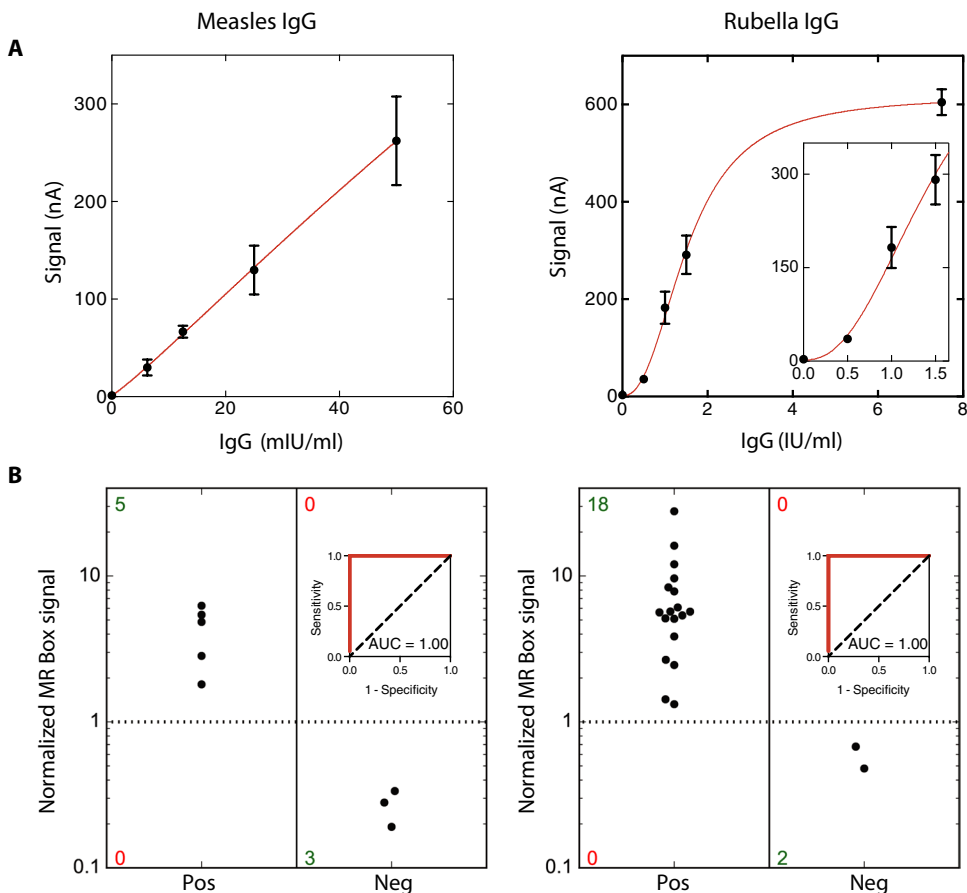 Measles IgG
Rubella IgG
A
300
200
100
0
Signal (nA)
0
20
40
60
IgG (mIU/ml)
600
400
200
0
Signal (nA)
0
2
4
6
8
IgG (IU/ml)
300
150
0
0.0
0.5
1.0
1.5
B
5
0
0
3
10
1
0.1
Normalized MR Box signal
Pos
Neg
1.0
0.5
0.0
Sensitivity
AUC = 1.00
0.0
0.5
1.0
1 - Specificity
18
0
0
2
10
1
0.1
Normalized MR Box signal
Pos
Neg
1.0
0.5
0.0
Sensitivity
AUC = 1.00
0.0
0.5
1.0
1 - Specificity